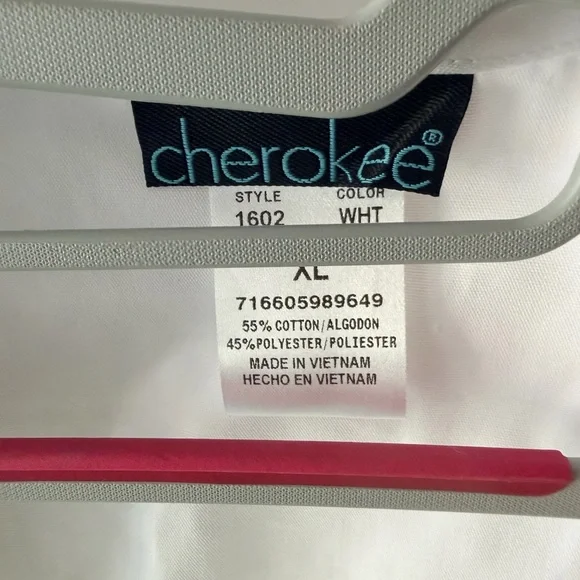 cherokee®
STYLE COLOR
1602 WHT
XL
716605989649
55% COTTON/ALGODON
45%POLYESTER/POLIESTER
MADE IN VIETNAM
HECHO EN VIETNAM